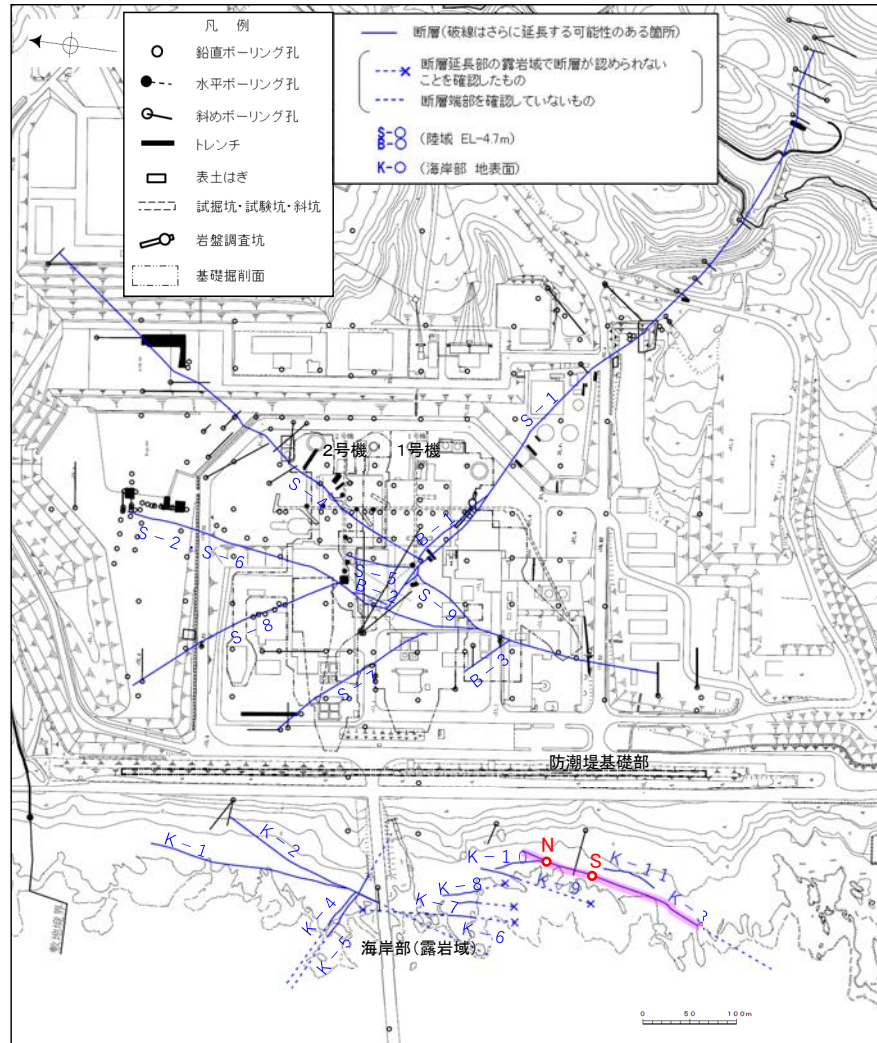 凡 例
鉛直ボーリング孔
水平ボーリング孔
斜めボーリング孔
トレンチ
表土はぎ
試掘坑・試験坑・斜坑
岩盤調査坑
基礎掘削面
断層(破線はさらに延長する可能性のある箇所)
断層延長部の露岩域で断層が認められない
ことを確認したもの
断層端部を確認していないもの
S-○
B-○
(陸域 EL-4.7m)
K-○
(海岸部 地表面)
S-1
2号機
1号機
S-4
B-1
S-2・S-6
S-5
B-2
S-9
S-8
S-7
B-3
防潮堤基礎部
K-1
K-2
K-10
N
S
K-11
K-8
K-9
K-3
K-7
K-4
K-6
K-5
海岸部(露岩域)
敷地境界
0 50 100m